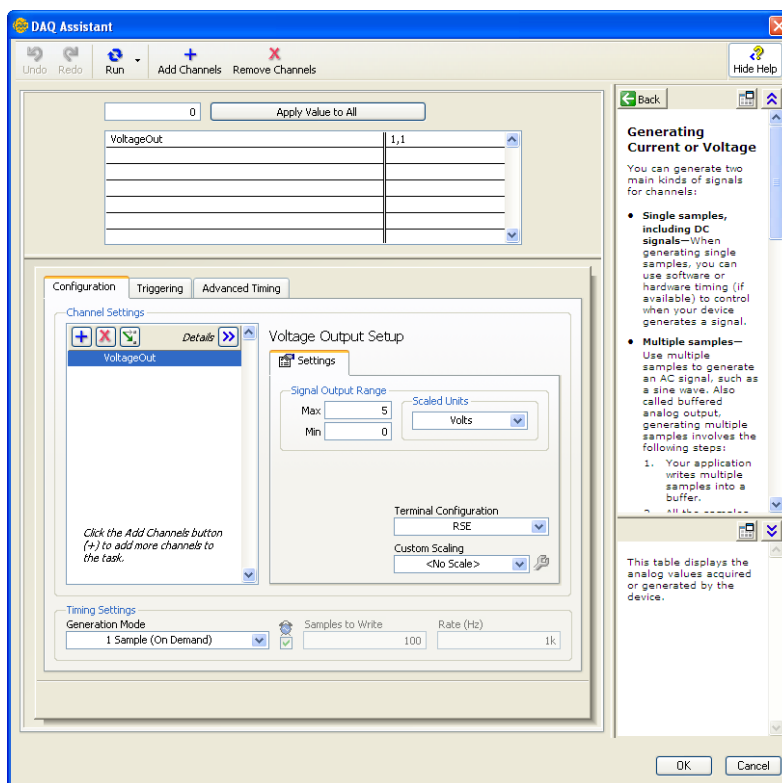 DAQ Assistant
Undo Redo Run Add Channels Remove Channels Hide Help
0 Apply Value to All
VoltageOut 1,1
Configuration Triggering Advanced Timing
Channel Settings
Details
VoltageOut
Click the Add Channels button
(+) to add more channels to
the task.
Voltage Output Setup
Settings
Signal Output Range
Max 5
Min 0
Scaled Units
Volts
Terminal Configuration
RSE
Custom Scaling
<No Scale>
Timing Settings
Generation Mode
1 Sample (On Demand)
Samples to Write
100
Rate (Hz)
1k
Back
Generating
Current or Voltage
You can generate two
main kinds of signals
for channels:
• Single samples,
including DC
signals—When
generating single
samples, you can
use software or
hardware timing (if
available) to control
when your device
generates a signal.
• Multiple samples—
Use multiple
samples to generate
an AC signal, such as
a sine wave. Also
called buffered
analog output,
generating multiple
samples involves the
following steps:
1. Your application
writes multiple
samples into a
buffer.
2. All the samples
This table displays the
analog values acquired
or generated by the
device.
OK Cancel